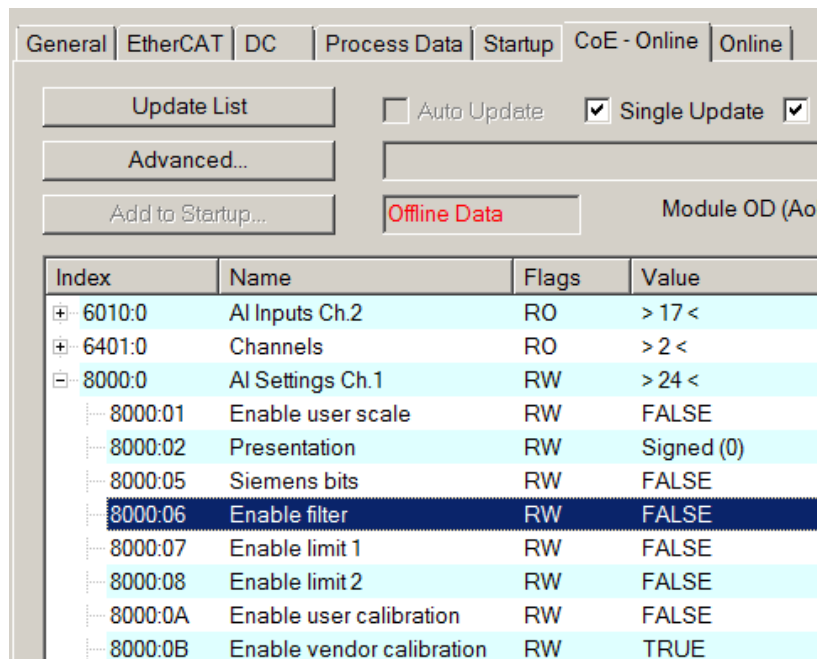 General EtherCAT DC Process Data Startup CoE - Online Online
Update List Auto Update Single Update
Advanced...
Add to Startup... Offline Data Module OD (Ao
Index Name Flags Value
6010:0 AI Inputs Ch.2 RO > 17 <
6401:0 Channels RO > 2 <
8000:0 AI Settings Ch.1 RW > 24 <
8000:01 Enable user scale RW FALSE
8000:02 Presentation RW Signed (0)
8000:05 Siemens bits RW FALSE
8000:06 Enable filter RW FALSE
8000:07 Enable limit 1 RW FALSE
8000:08 Enable limit 2 RW FALSE
8000:0A Enable user calibration RW FALSE
8000:0B Enable vendor calibration RW TRUE